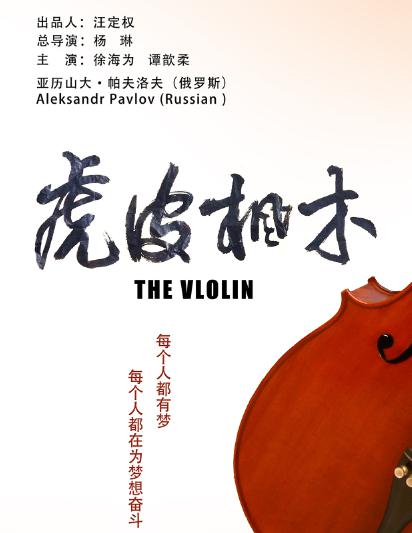 出品人：汪定权
总导演：杨　琳
主　演：徐海为　谭歆柔
亚历山大·帕夫洛夫（俄罗斯）
Aleksandr Pavlov (Russian )
虎皮枫木
THE VLOLIN
每个人都有梦
每个人都在为梦想奋斗